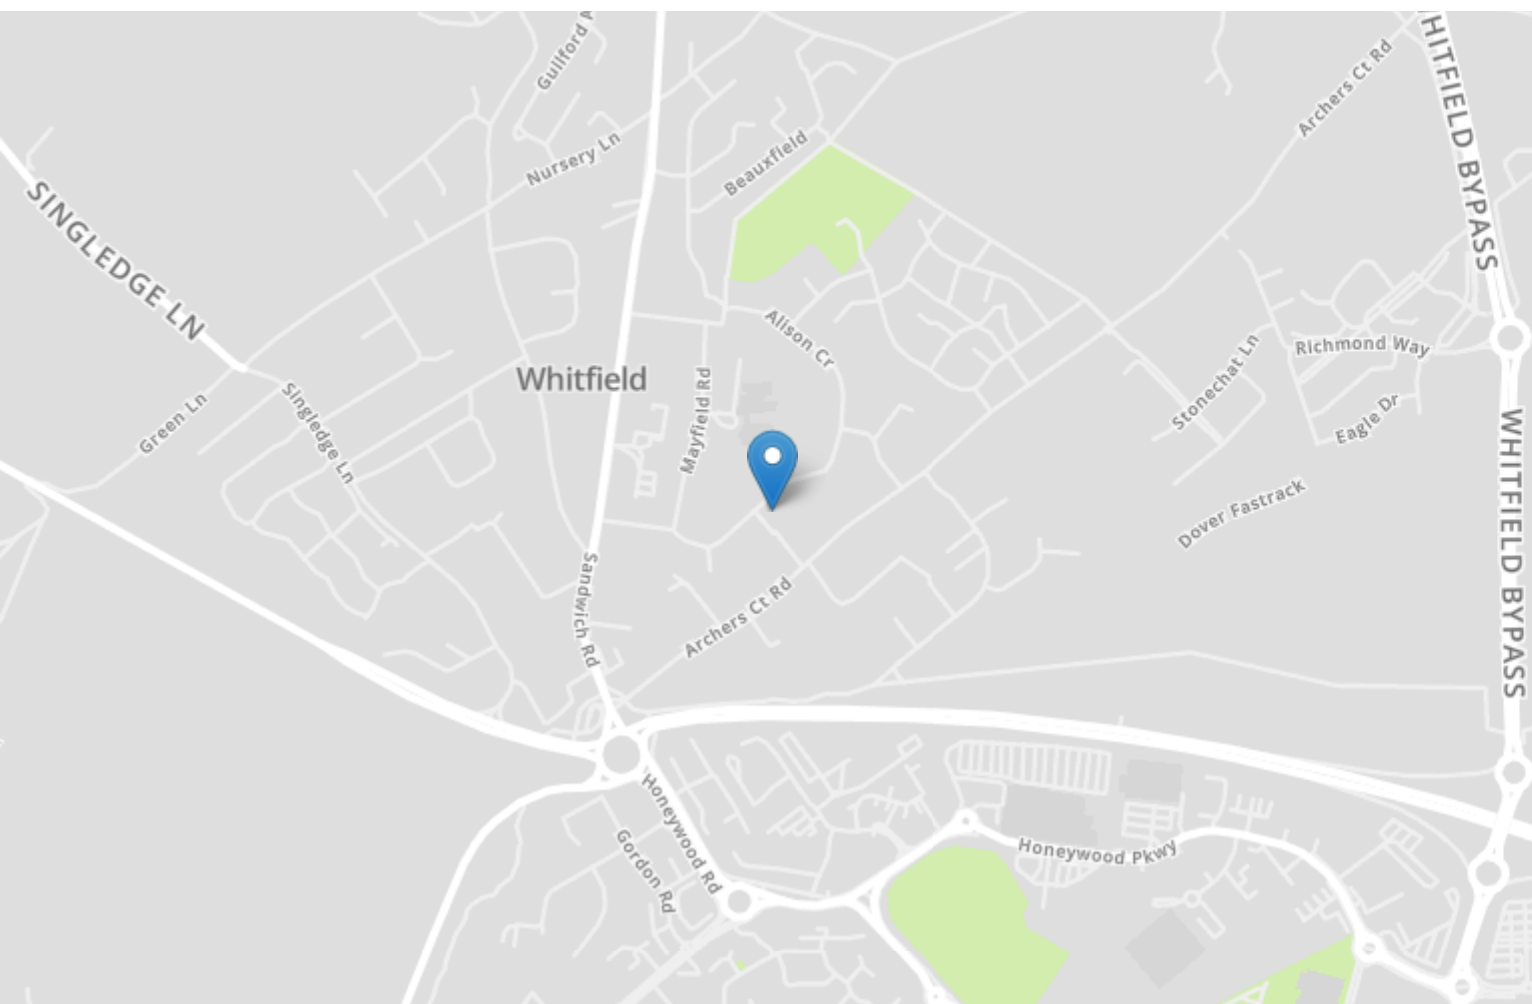 Guilford A
Archers Ct Rd
HITFIELD BYPASS
Nursery Ln
Beauxfield
SINGLEDGE LN
Alison Cr
Richmond Way
Stonechat Ln
Whitfield
Mayfield Rd
Green Ln
Singledge Ln
Eagle Dr
WHITFIELD BYPASS
Dover Fastrack
Sandwich Rd
Archers Ct Rd
Honeywood Rd
Gordon Rd
Honeywood Pkwy